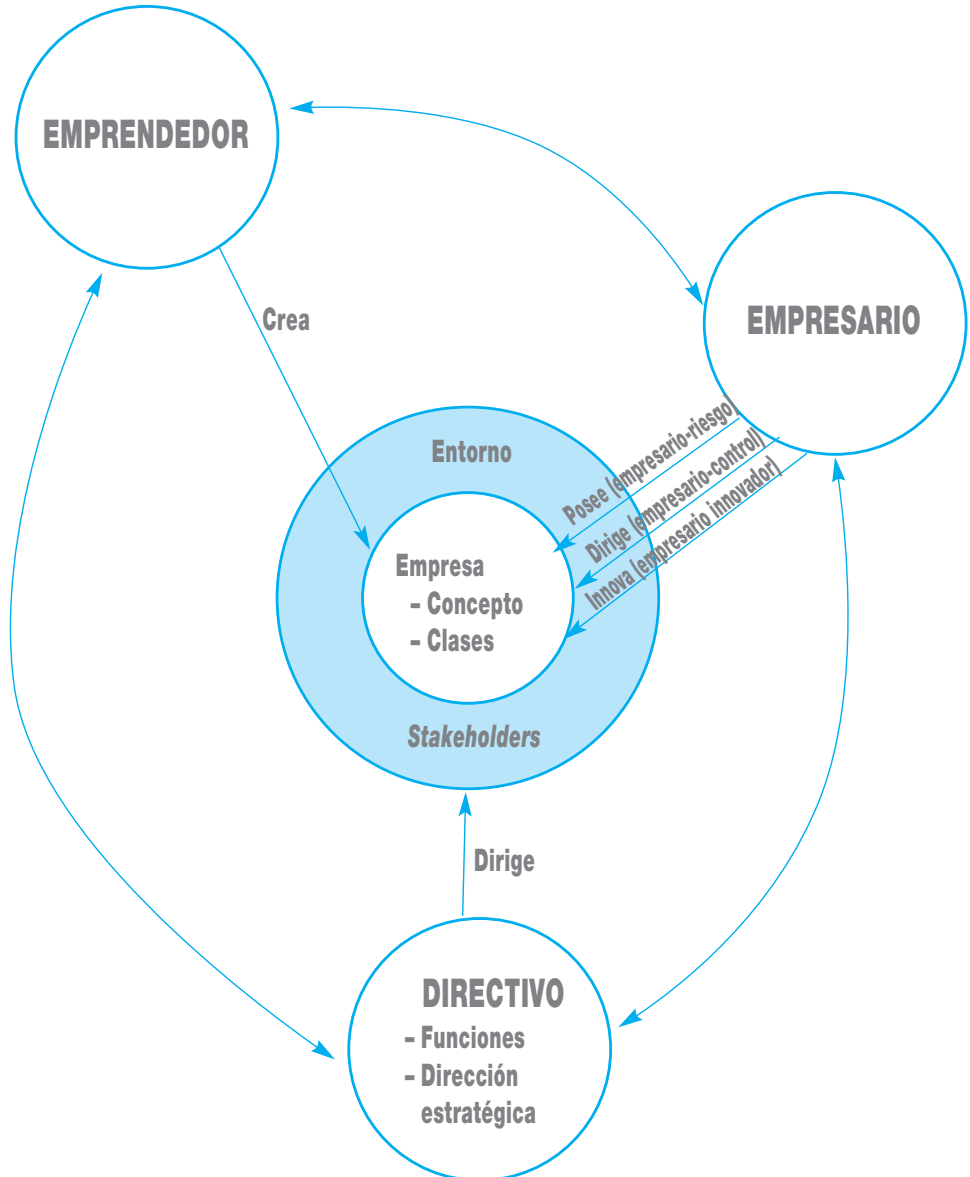 EMPRENDEDOR
EMPRESARIO
Crea
Posee (empresario-riesgo)
Dirige (empresario-control)
Innova (empresario innovador)
Entorno
Empresa
– Concepto
– Clases
Stakeholders
Dirige
DIRECTIVO
– Funciones
– Dirección
estratégica